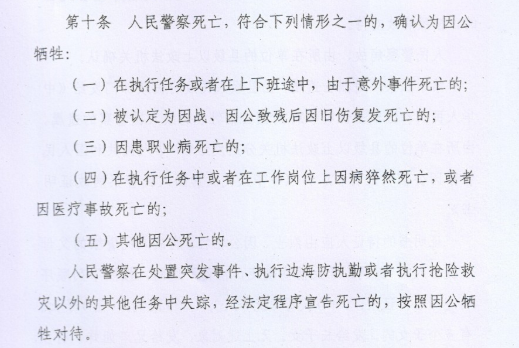 第十条 人民警察死亡，符合下列情形之一的，确认为因公
牺牲：
（一）在执行任务或者在上下班途中，由于意外事件死亡的；
（二）被认定为因战、因公致残后因旧伤复发死亡的；
（三）因患职业病死亡的；
（四）在执行任务中或者在工作岗位上因病猝然死亡，或者
因医疗事故死亡的；
（五）其他因公死亡的。
人民警察在处置突发事件、执行边海防执勤或者执行抢险救
灾以外的其他任务中失踪，经法定程序宣告死亡的，按照因公牺
牲对待。